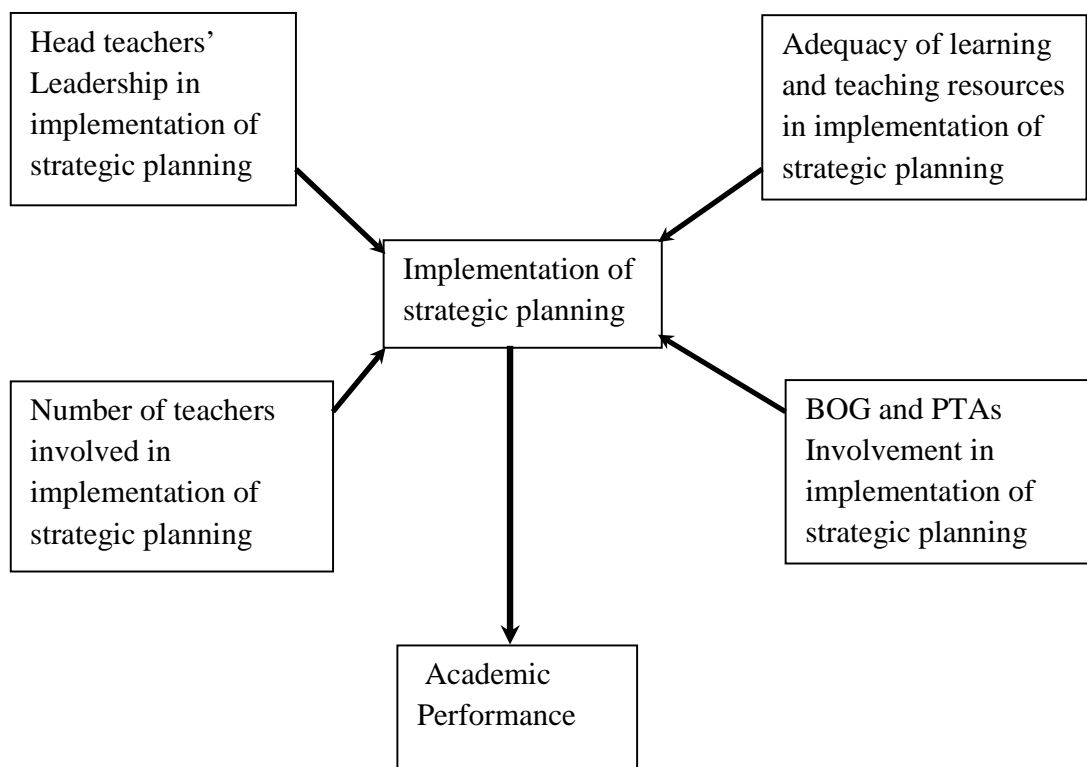 Head teachers’
Leadership in
implementation of
strategic planning
Adequacy of learning
and teaching resources
in implementation of
strategic planning
Implementation of
strategic planning
Number of teachers
involved in
implementation of
strategic planning
BOG and PTAs
Involvement in
implementation of
strategic planning
Academic
Performance